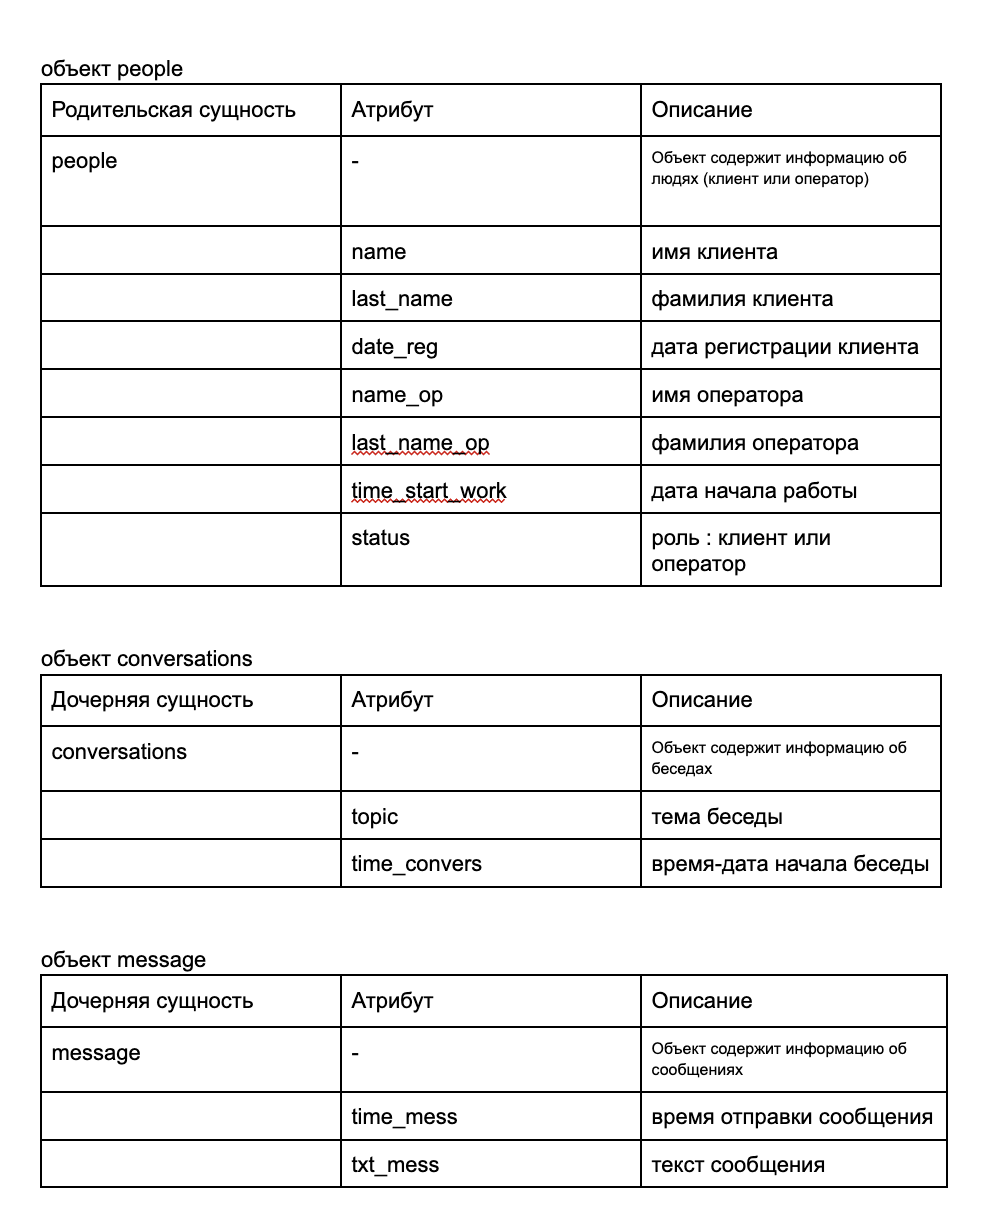 объект people
Родительская сущность Атрибут Описание
people - Объект содержит информацию об
людях (клиент или оператор)
name имя клиента
last_name фамилия клиента
date_reg дата регистрации клиента
name_op имя оператора
last_name_op фамилия оператора
time_start_work дата начала работы
status роль : клиент или
оператор
объект conversations
Дочерняя сущность Атрибут Описание
conversations - Объект содержит информацию об
беседах
topic тема беседы
time_convers время-дата начала беседы
объект message
Дочерняя сущность Атрибут Описание
message - Объект содержит информацию об
сообщениях
time_mess время отправки сообщения
txt_mess текст сообщения